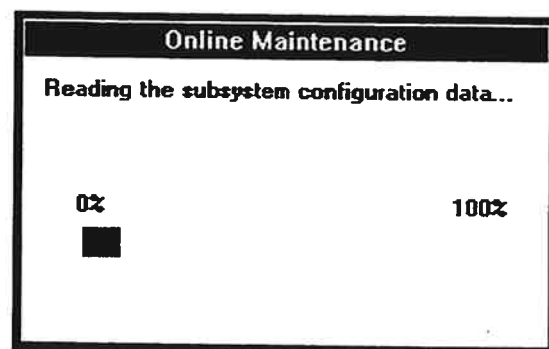 Online Maintenance
Reading the subsystem configuration data...
0% 100%